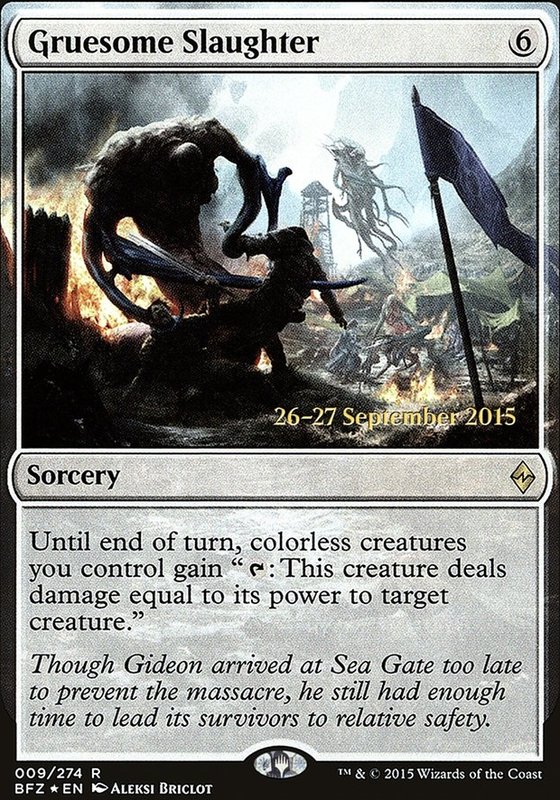 Gruesome Slaughter 6
26-27 September 2015
Sorcery
Until end of turn, colorless creatures
you control gain “ : This creature deals
damage equal to its power to target
creature.”
Though Gideon arrived at Sea Gate too late
to prevent the massacre, he still had enough
time to lead its survivors to relative safety.
009/274 R
BFZ ★ EN Aleksi Briclot
™ & © 2015 Wizards of the Coast